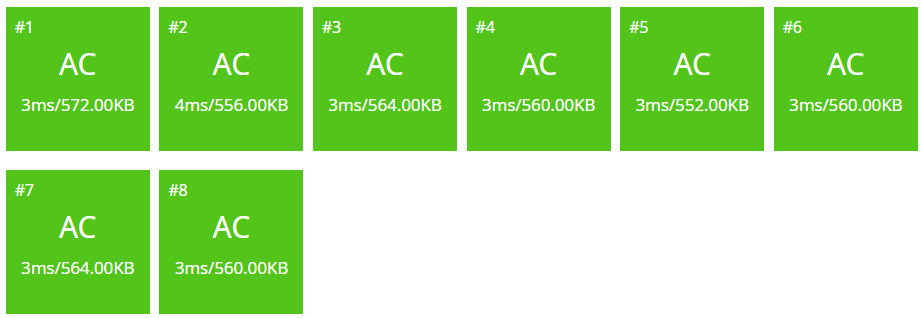 #1
AC
3ms/572.00KB
#2
AC
4ms/556.00KB
#3
AC
3ms/564.00KB
#4
AC
3ms/560.00KB
#5
AC
3ms/552.00KB
#6
AC
3ms/560.00KB
#7
AC
3ms/564.00KB
#8
AC
3ms/560.00KB